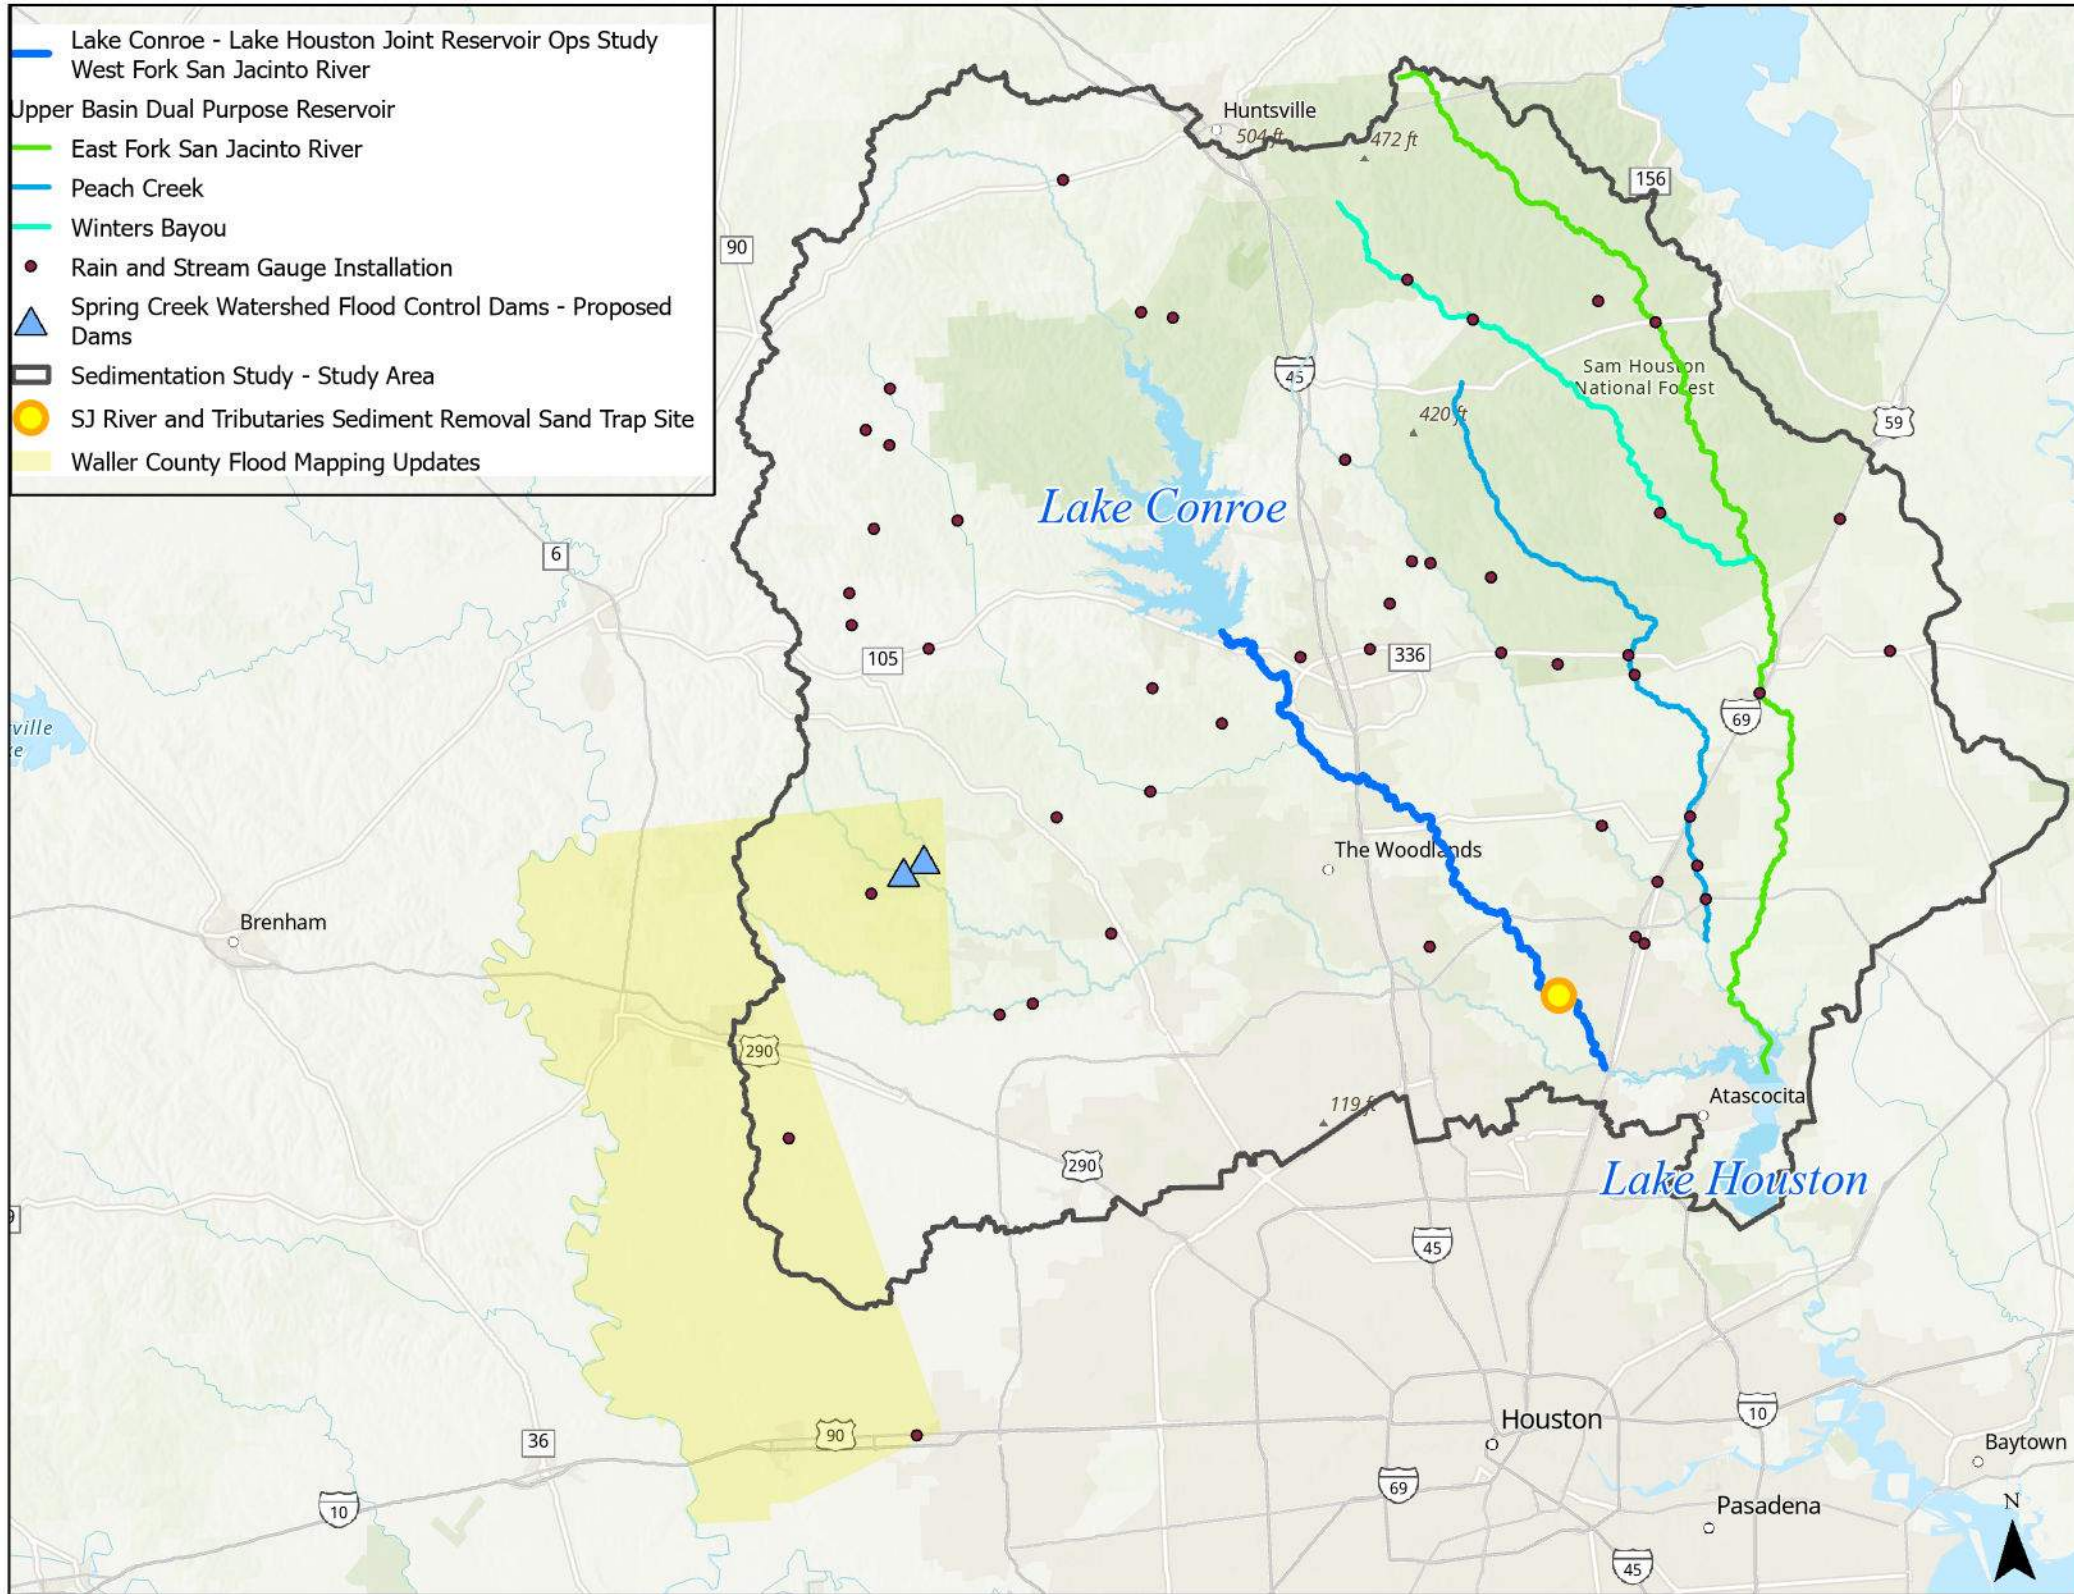 Lake Conroe - Lake Houston Joint Reservoir Ops Study
West Fork San Jacinto River
Upper Basin Dual Purpose Reservoir
East Fork San Jacinto River
Peach Creek
Winters Bayou
Rain and Stream Gauge Installation
Spring Creek Watershed Flood Control Dams - Proposed
Dams
Sedimentation Study - Study Area
SJ River and Tributaries Sediment Removal Sand Trap Site
Waller County Flood Mapping Updates
Huntsville
504 ft
472 ft
156
90
45
Sam Houston
National Forest
420 ft
59
Lake Conroe
6
105
336
69
ville
The Woodlands
Brenham
290
Atascocita
119 ft
290
Lake Houston
45
10
Houston
90
36
Baytown
69
10
Pasadena
N
45